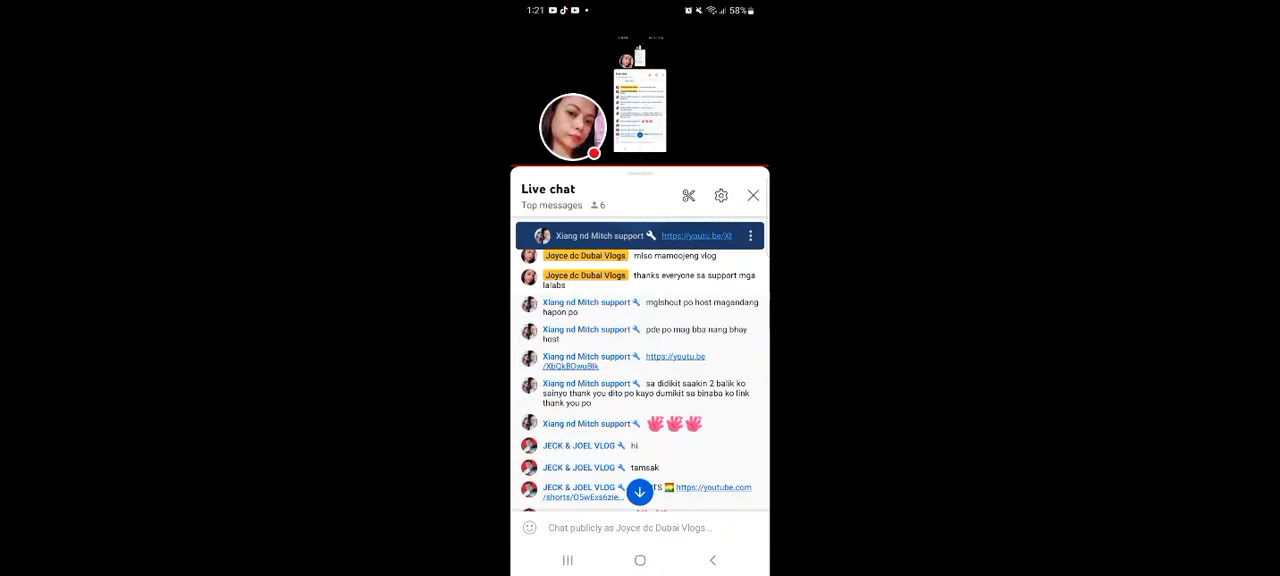 1:21
58%
Live chat
Top messages 6
Xiang nd Mitch support https://youtu.be/Xt
Joyce dc Dubai Vlogs mlso mamoojeng vlog
Joyce dc Dubai Vlogs thanks everyone sa support mga
lalabs
Xiang nd Mitch support mglshout po host magandang
hapon po
Xiang nd Mitch support pde po mag bba nang bhay
host
Xiang nd Mitch support https://youtu.be
/XbQkBDwuBlk
Xiang nd Mitch support sa didikit saakin 2 balik ko
sainyo thank you dito po kayo dumikit sa binaba ko link
thank you po
Xiang nd Mitch support
JECK & JOEL VLOG hi
JECK & JOEL VLOG tamsak
JECK & JOEL VLOG TS https://youtube.com
/shorts/O5wExs6zie...
Chat publicly as Joyce dc Dubai Vlogs...